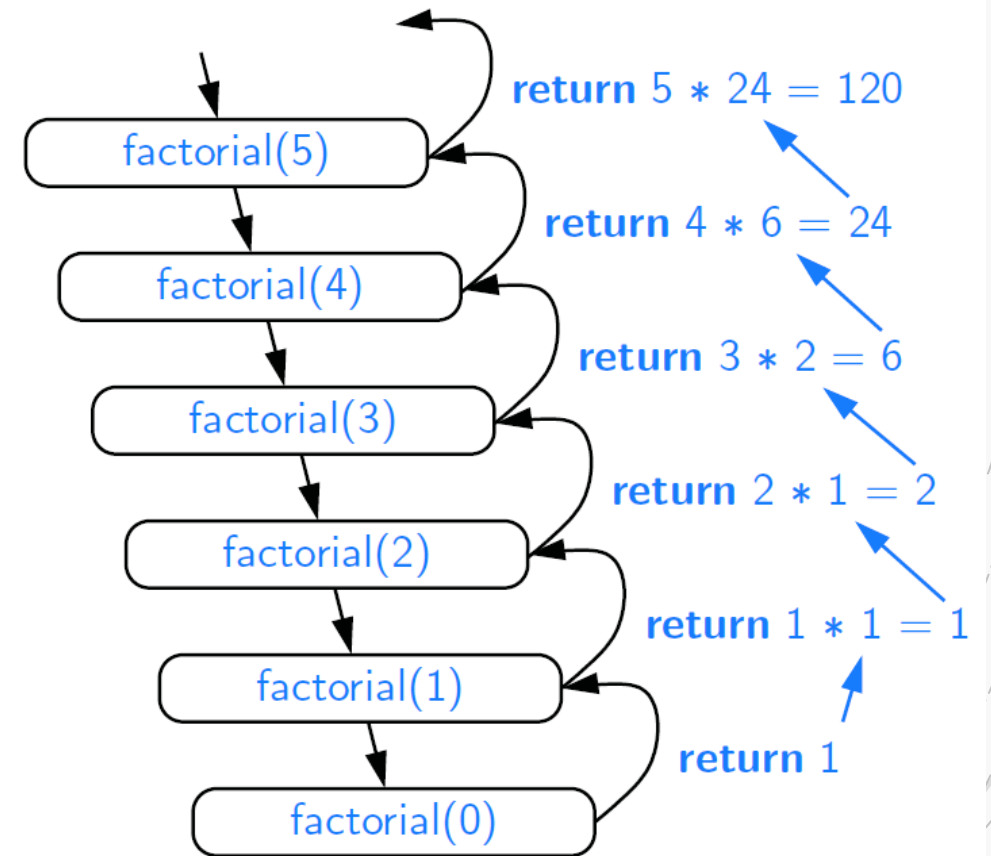 return 5 ∗ 24 = 120
factorial(5)
return 4 ∗ 6 = 24
factorial(4)
return 3 ∗ 2 = 6
factorial(3)
return 2 ∗ 1 = 2
factorial(2)
return 1 ∗ 1 = 1
factorial(1)
return 1
factorial(0)